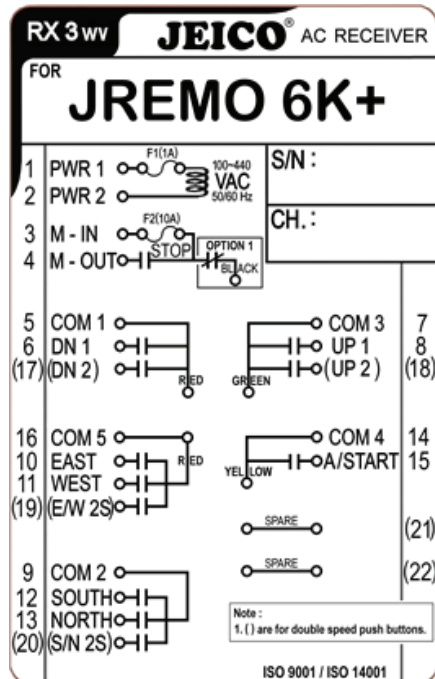 RX 3 WV JEICO® AC RECEIVER
FOR
JREMO 6K+
S/N :
CH. :
1 PWR 1 F1(1A) 100~440
VAC
2 PWR 2 50/60 Hz
3 M - IN F2(10A)
STOP OPTION 1
4 M - OUT BLACK
5 COM 1
6 DN 1
(17) (DN 2)
RED
COM 3 7
UP 1 8
(UP 2) (18)
GREEN
16 COM 5
10 EAST RED
11 WEST
(19) (E/W 2S)
COM 4 14
A/START 15
YELLOW
SPARE (21)
SPARE (22)
9 COM 2
12 SOUTH
13 NORTH
(20) (S/N 2S)
Note :
1. ( ) are for double speed push buttons.
ISO 9001 / ISO 14001